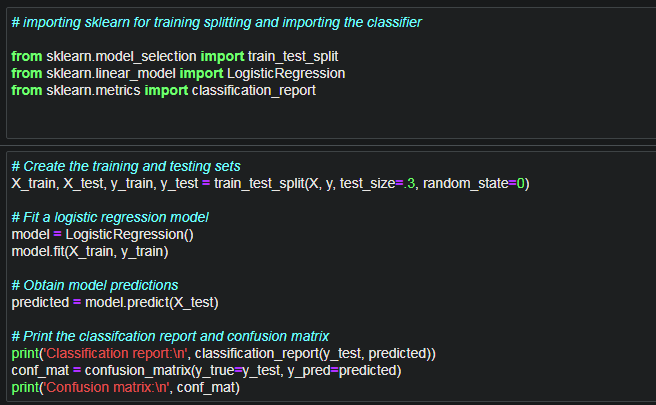 # importing sklearn for training splitting and importing the classifier
from sklearn.model_selection import train_test_split
from sklearn.linear_model import LogisticRegression
from sklearn.metrics import classification_report
# Create the training and testing sets
X_train, X_test, y_train, y_test = train_test_split(X, y, test_size=.3, random_state=0)
# Fit a logistic regression model
model = LogisticRegression()
model.fit(X_train, y_train)
# Obtain model predictions
predicted = model.predict(X_test)
# Print the classifcation report and confusion matrix
print('Classification report:\n', classification_report(y_test, predicted))
conf_mat = confusion_matrix(y_true=y_test, y_pred=predicted)
print('Confusion matrix:\n', conf_mat)